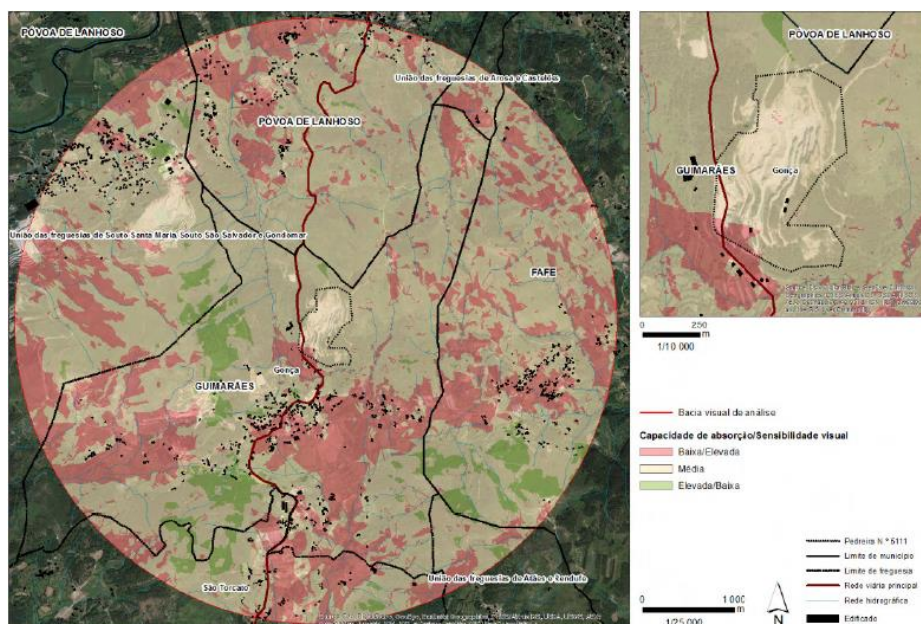 PÓVOA DE LANHOSO
União das freguesias de Arosa e Castelões
PÓVOA DE LANHOSO
União das freguesias de Souto Santa Maria, Souto São Salvador e Gondomar
FAFE
GUIMARÃES
Gonça
São Torcato
União das freguesias de Atães e Rendufe
PÓVOA DE LANHOSO
GUIMARÃES
Gonça
0 250
m
1/10 000
Bacia visual de análise
Capacidade de absorção/Sensibilidade visual
Baixa/Elevada
Média
Elevada/Baixa
Pedreira N.º 5111
Limite de município
Limite de freguesia
Rede viária principal
Rede hidrográfica
Edificado
0 1 000
m
1/25 000
N